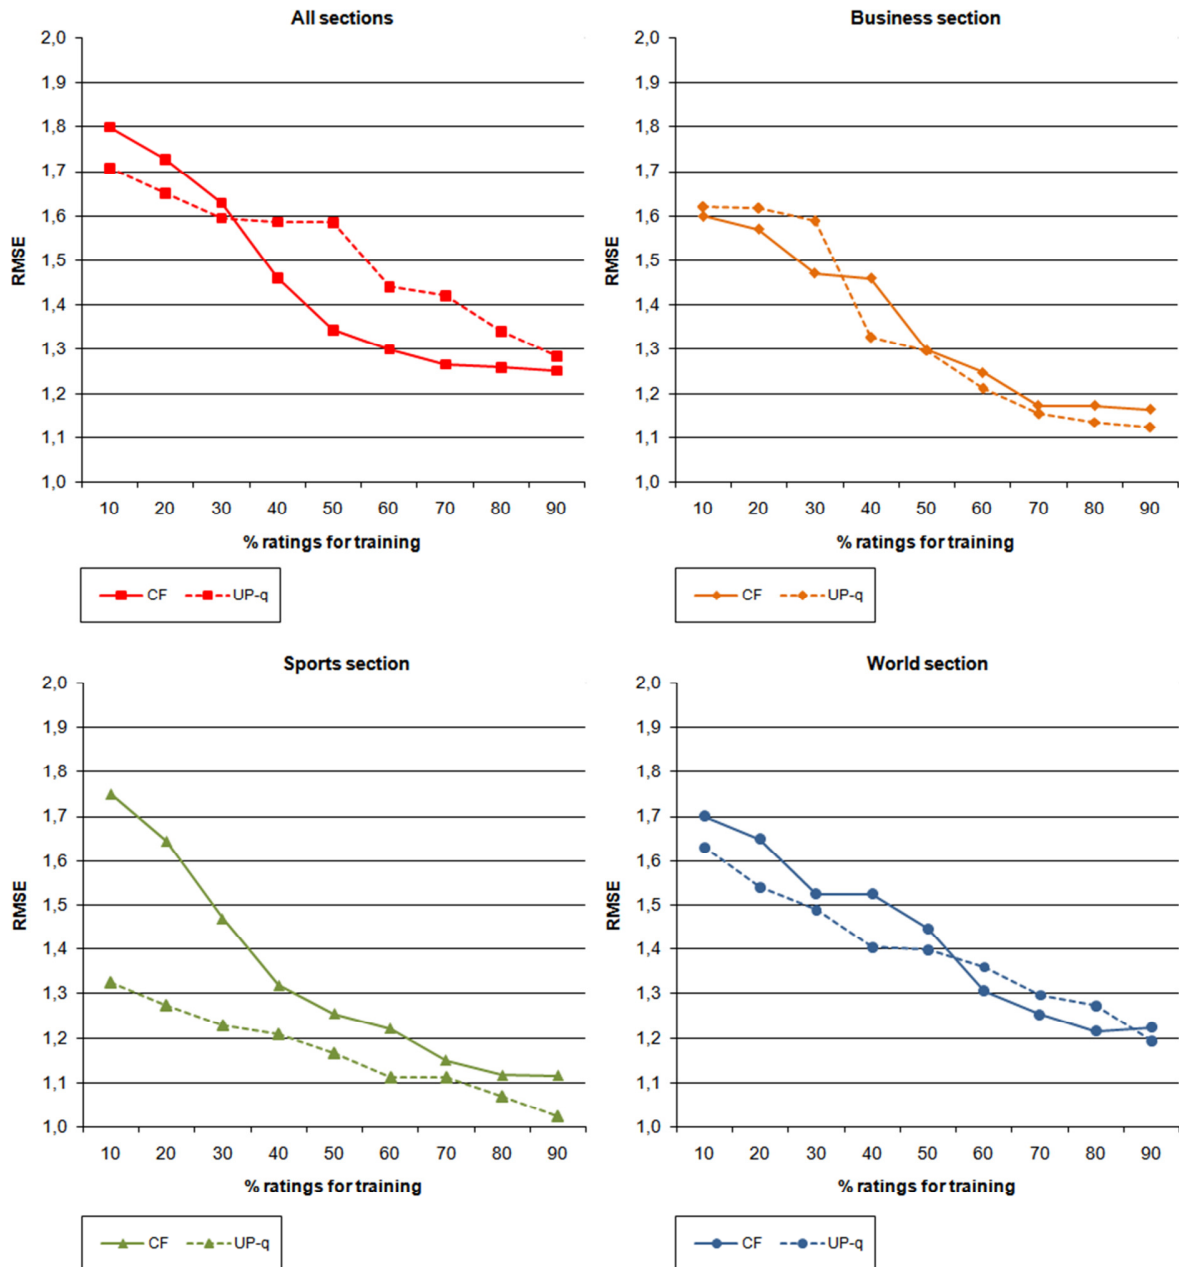 All sections
2,0
1,9
1,8
1,7
1,6
1,5
1,4
1,3
1,2
1,1
1,0
RMSE
10 20 30 40 50 60 70 80 90
% ratings for training
CF UP-q
Business section
2,0
1,9
1,8
1,7
1,6
1,5
1,4
1,3
1,2
1,1
1,0
RMSE
10 20 30 40 50 60 70 80 90
% ratings for training
CF UP-q
Sports section
2,0
1,9
1,8
1,7
1,6
1,5
1,4
1,3
1,2
1,1
1,0
RMSE
10 20 30 40 50 60 70 80 90
% ratings for training
CF UP-q
World section
2,0
1,9
1,8
1,7
1,6
1,5
1,4
1,3
1,2
1,1
1,0
RMSE
10 20 30 40 50 60 70 80 90
% ratings for training
CF UP-q